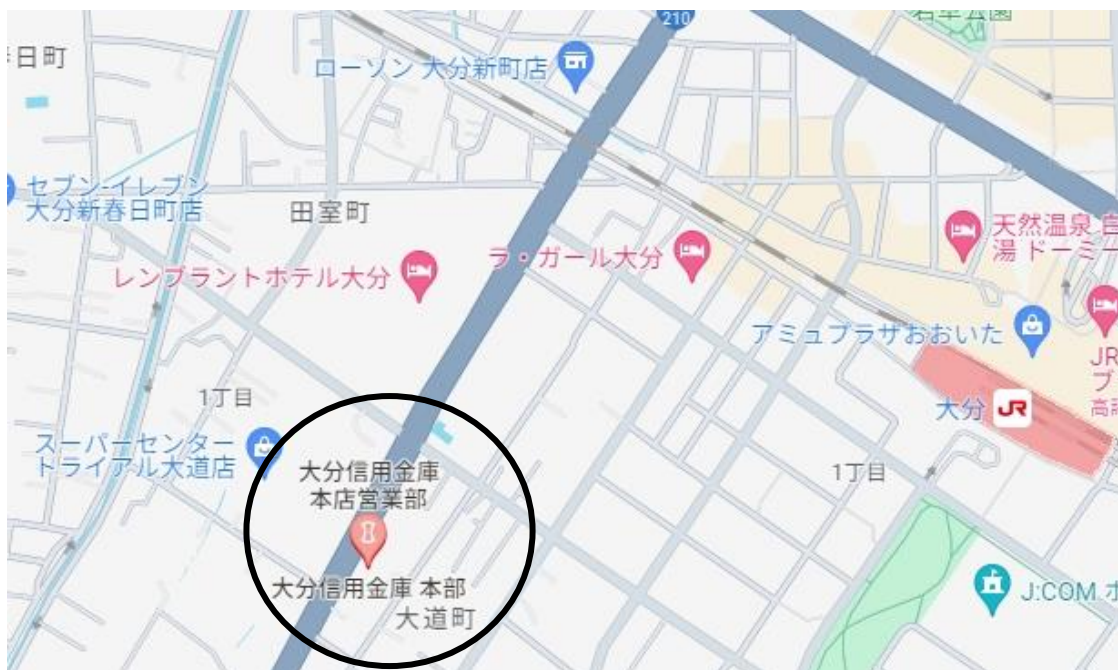 210
日町
ローソン 大分新町店
セブン-イレブン
大分新春日町店
田室町
天然温泉
湯 ドーミー
ラ・ガール大分
レンブラントホテル大分
アミュプラザおおいた
JR
ブ
1丁目
大分 JR
スーパーセンター
トライアル大道店
大分信用金庫
本店営業部
1丁目
大分信用金庫 本部
大道町
J:COM ホ